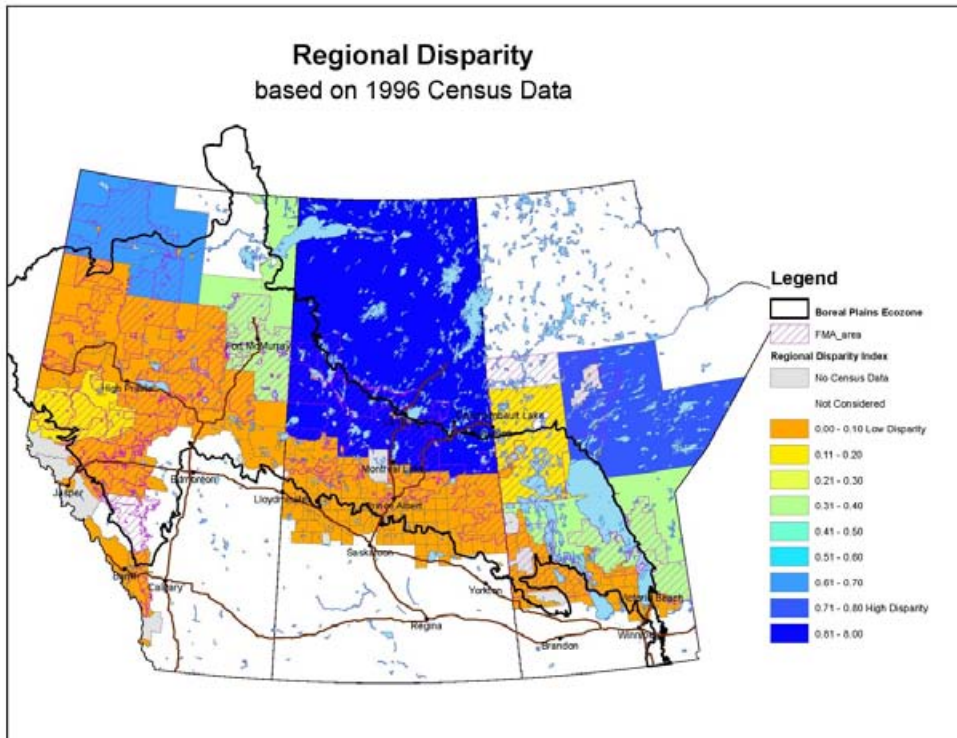 Regional Disparity
based on 1996 Census Data
Legend
Boreal Plains Ecozone
FMA_area
Regional Disparity Index
No Census Data
Not Considered
0.00 - 0.10 Low Disparity
0.11 - 0.20
0.21 - 0.30
0.31 - 0.40
0.41 - 0.50
0.51 - 0.60
0.61 - 0.70
0.71 - 0.80 High Disparity
0.81 - 8.00
Fort McMurray
High Prairie
Montreal Lake
Edmonton
Jasper
Prince Albert
Saskatoon
Banff
Calgary
Yorkton
Victoria Beach
Regina
Winnipeg
Brandon